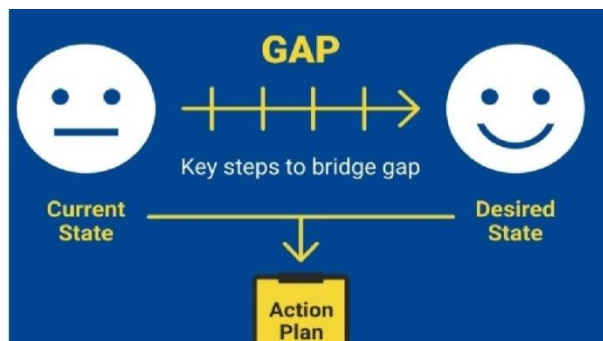 GAP
Key steps to bridge gap
Current
State
Desired
State
Action
Plan